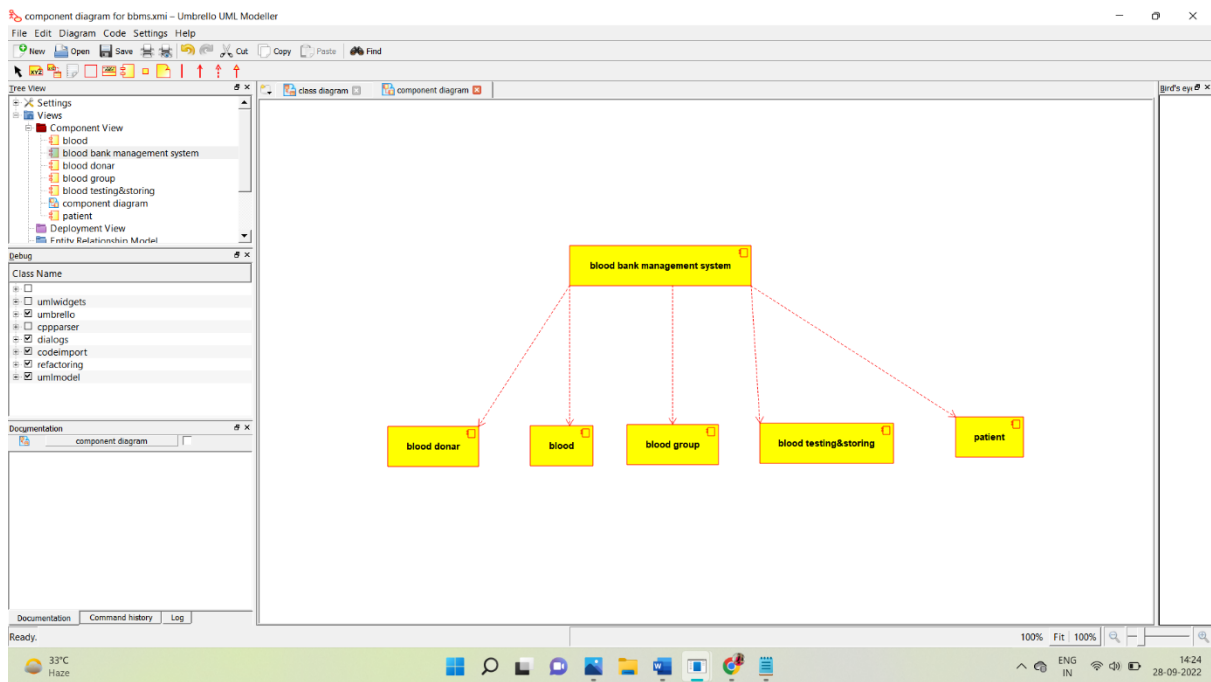 component diagram for bbms.xmi – Umbrello UML Modeller
File Edit Diagram Code Settings Help
New Open Save Cut Copy Paste Find
xyz
Tree View
class diagram component diagram
Bird's eye
Settings
Views
Component View
blood
blood bank management system
blood donar
blood group
blood testing&storing
component diagram
patient
Deployment View
Entity Relationship Model
Debug
Class Name
umlwidgets
umbrello
cppparser
dialogs
codeimport
refactoring
umlmodel
Documentation
component diagram
blood bank management system
blood donar
blood
blood group
blood testing&storing
patient
Documentation Command history Log
Ready.
100% Fit 100%
33°C
Haze
ENG
IN
14:24
28-09-2022